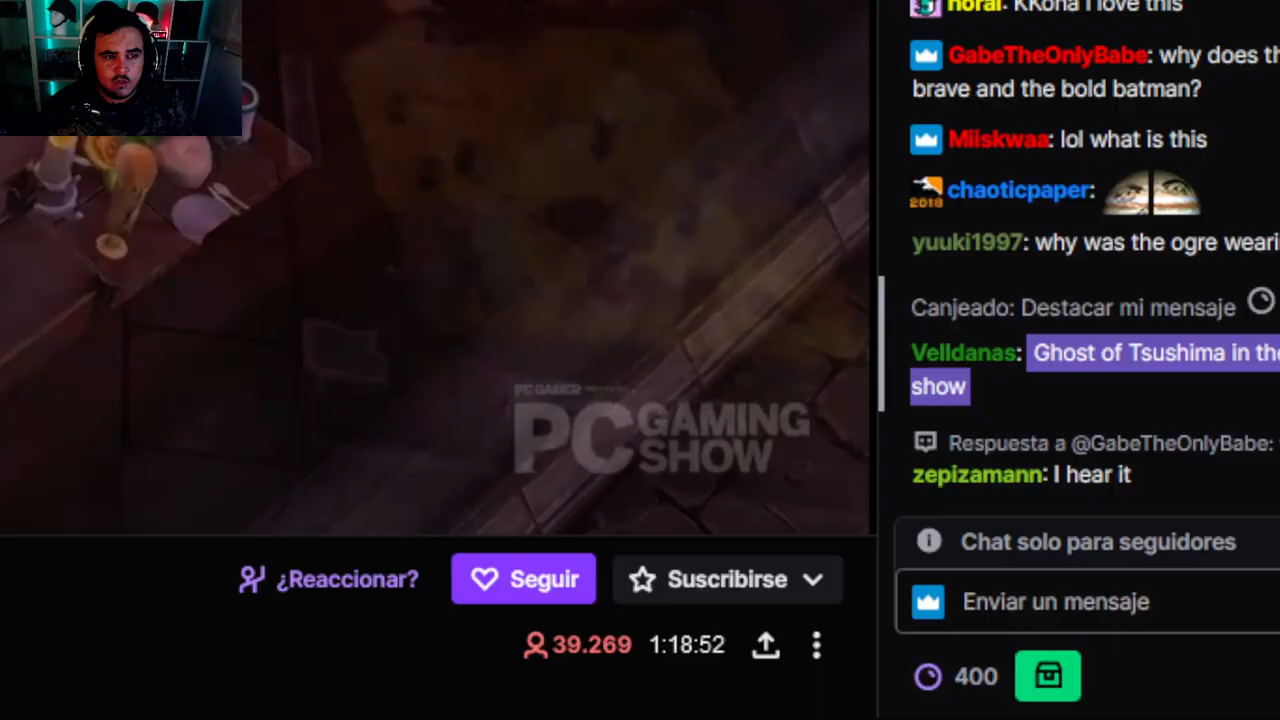 noral: KKona I love this
GabeTheOnlyBabe: why does th
brave and the bold batman?
Miiskwaa: lol what is this
2018 chaoticpaper:
yuuki1997: why was the ogre weari
Canjeado: Destacar mi mensaje
Velldanas: Ghost of Tsushima in the
show
Respuesta a @GabeTheOnlyBabe:
zepizamann: I hear it
PC GAMER
PC GAMING
SHOW
Chat solo para seguidores
¿Reaccionar? Seguir Suscribirse
Enviar un mensaje
39.269 1:18:52
400